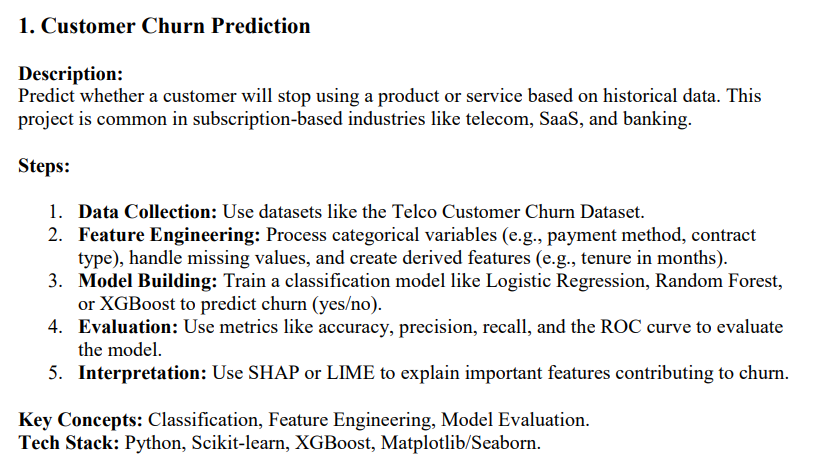 1. Customer Churn Prediction
Description:
Predict whether a customer will stop using a product or service based on historical data. This
project is common in subscription-based industries like telecom, SaaS, and banking.
Steps:
1. Data Collection: Use datasets like the Telco Customer Churn Dataset.
2. Feature Engineering: Process categorical variables (e.g., payment method, contract
type), handle missing values, and create derived features (e.g., tenure in months).
3. Model Building: Train a classification model like Logistic Regression, Random Forest,
or XGBoost to predict churn (yes/no).
4. Evaluation: Use metrics like accuracy, precision, recall, and the ROC curve to evaluate
the model.
5. Interpretation: Use SHAP or LIME to explain important features contributing to churn.
Key Concepts: Classification, Feature Engineering, Model Evaluation.
Tech Stack: Python, Scikit-learn, XGBoost, Matplotlib/Seaborn.